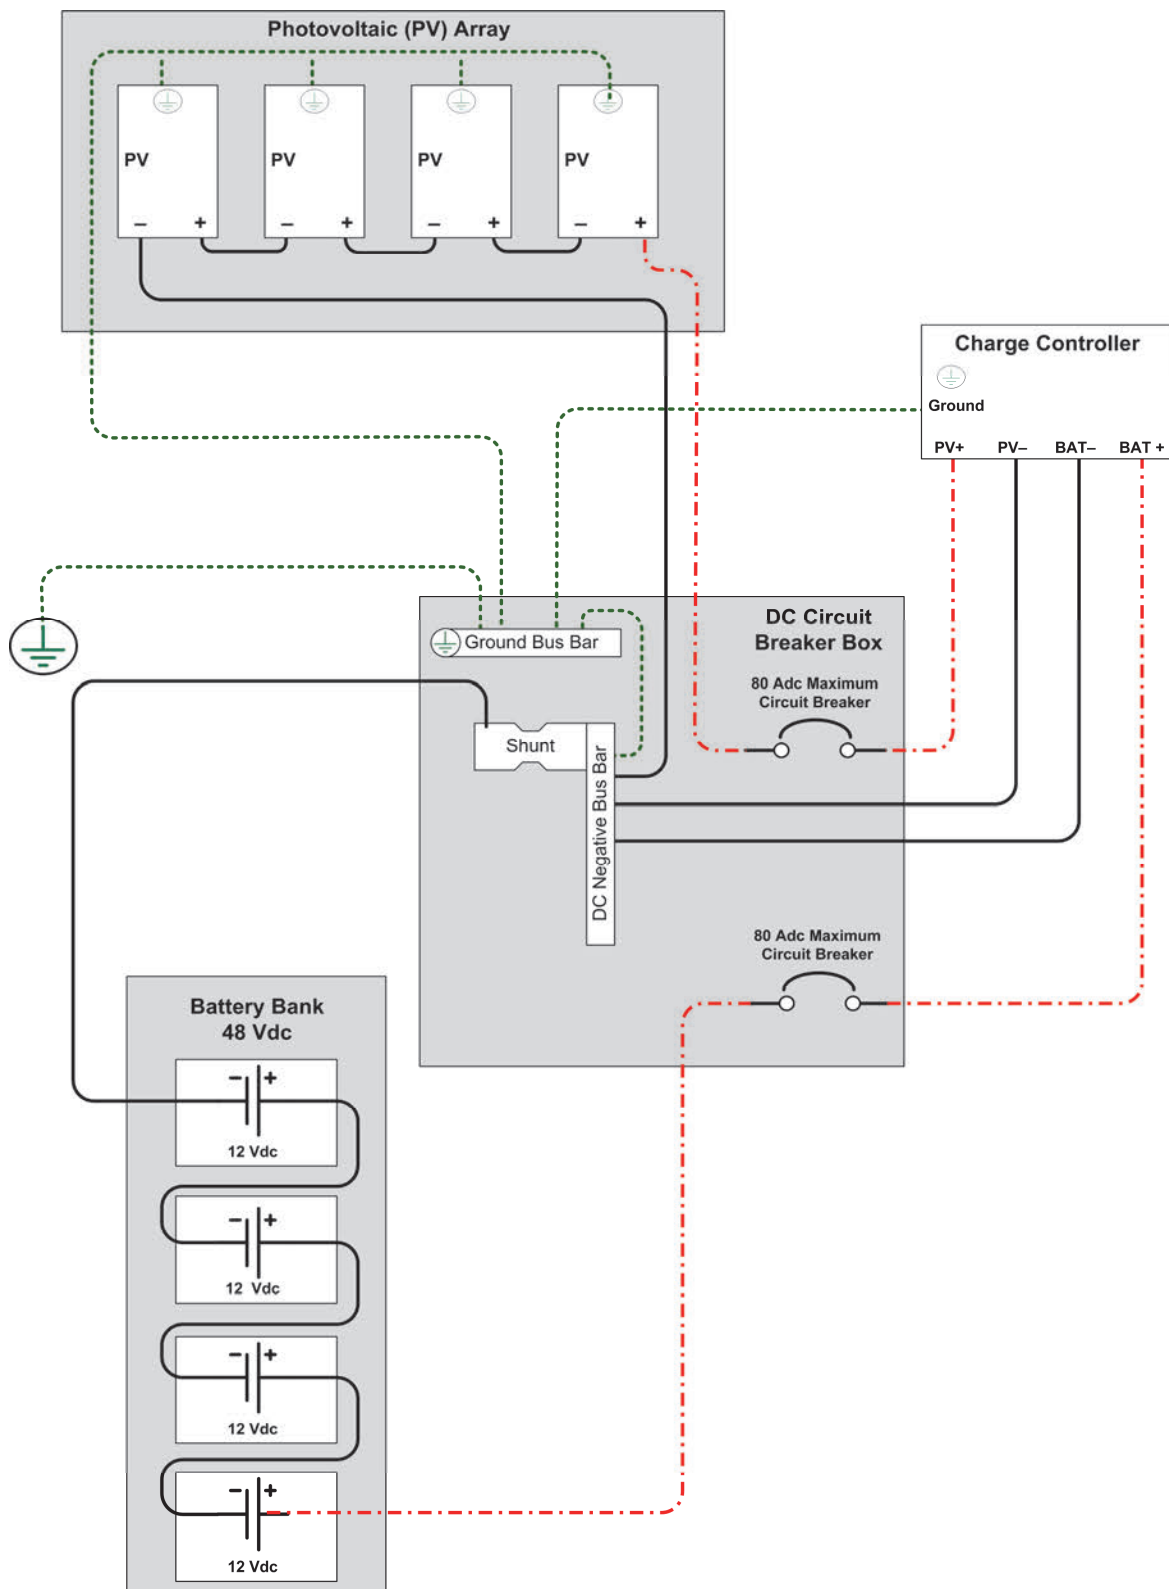 Photovoltaic (PV) Array
PV
PV
PV
PV
– +
– +
– +
– +
Charge Controller
Ground
PV+ PV– BAT– BAT +
DC Circuit
Breaker Box
Ground Bus Bar
80 Adc Maximum
Circuit Breaker
Shunt
DC Negative Bus Bar
80 Adc Maximum
Circuit Breaker
Battery Bank
48 Vdc
– +
12 Vdc
– +
12 Vdc
– +
12 Vdc
– +
12 Vdc